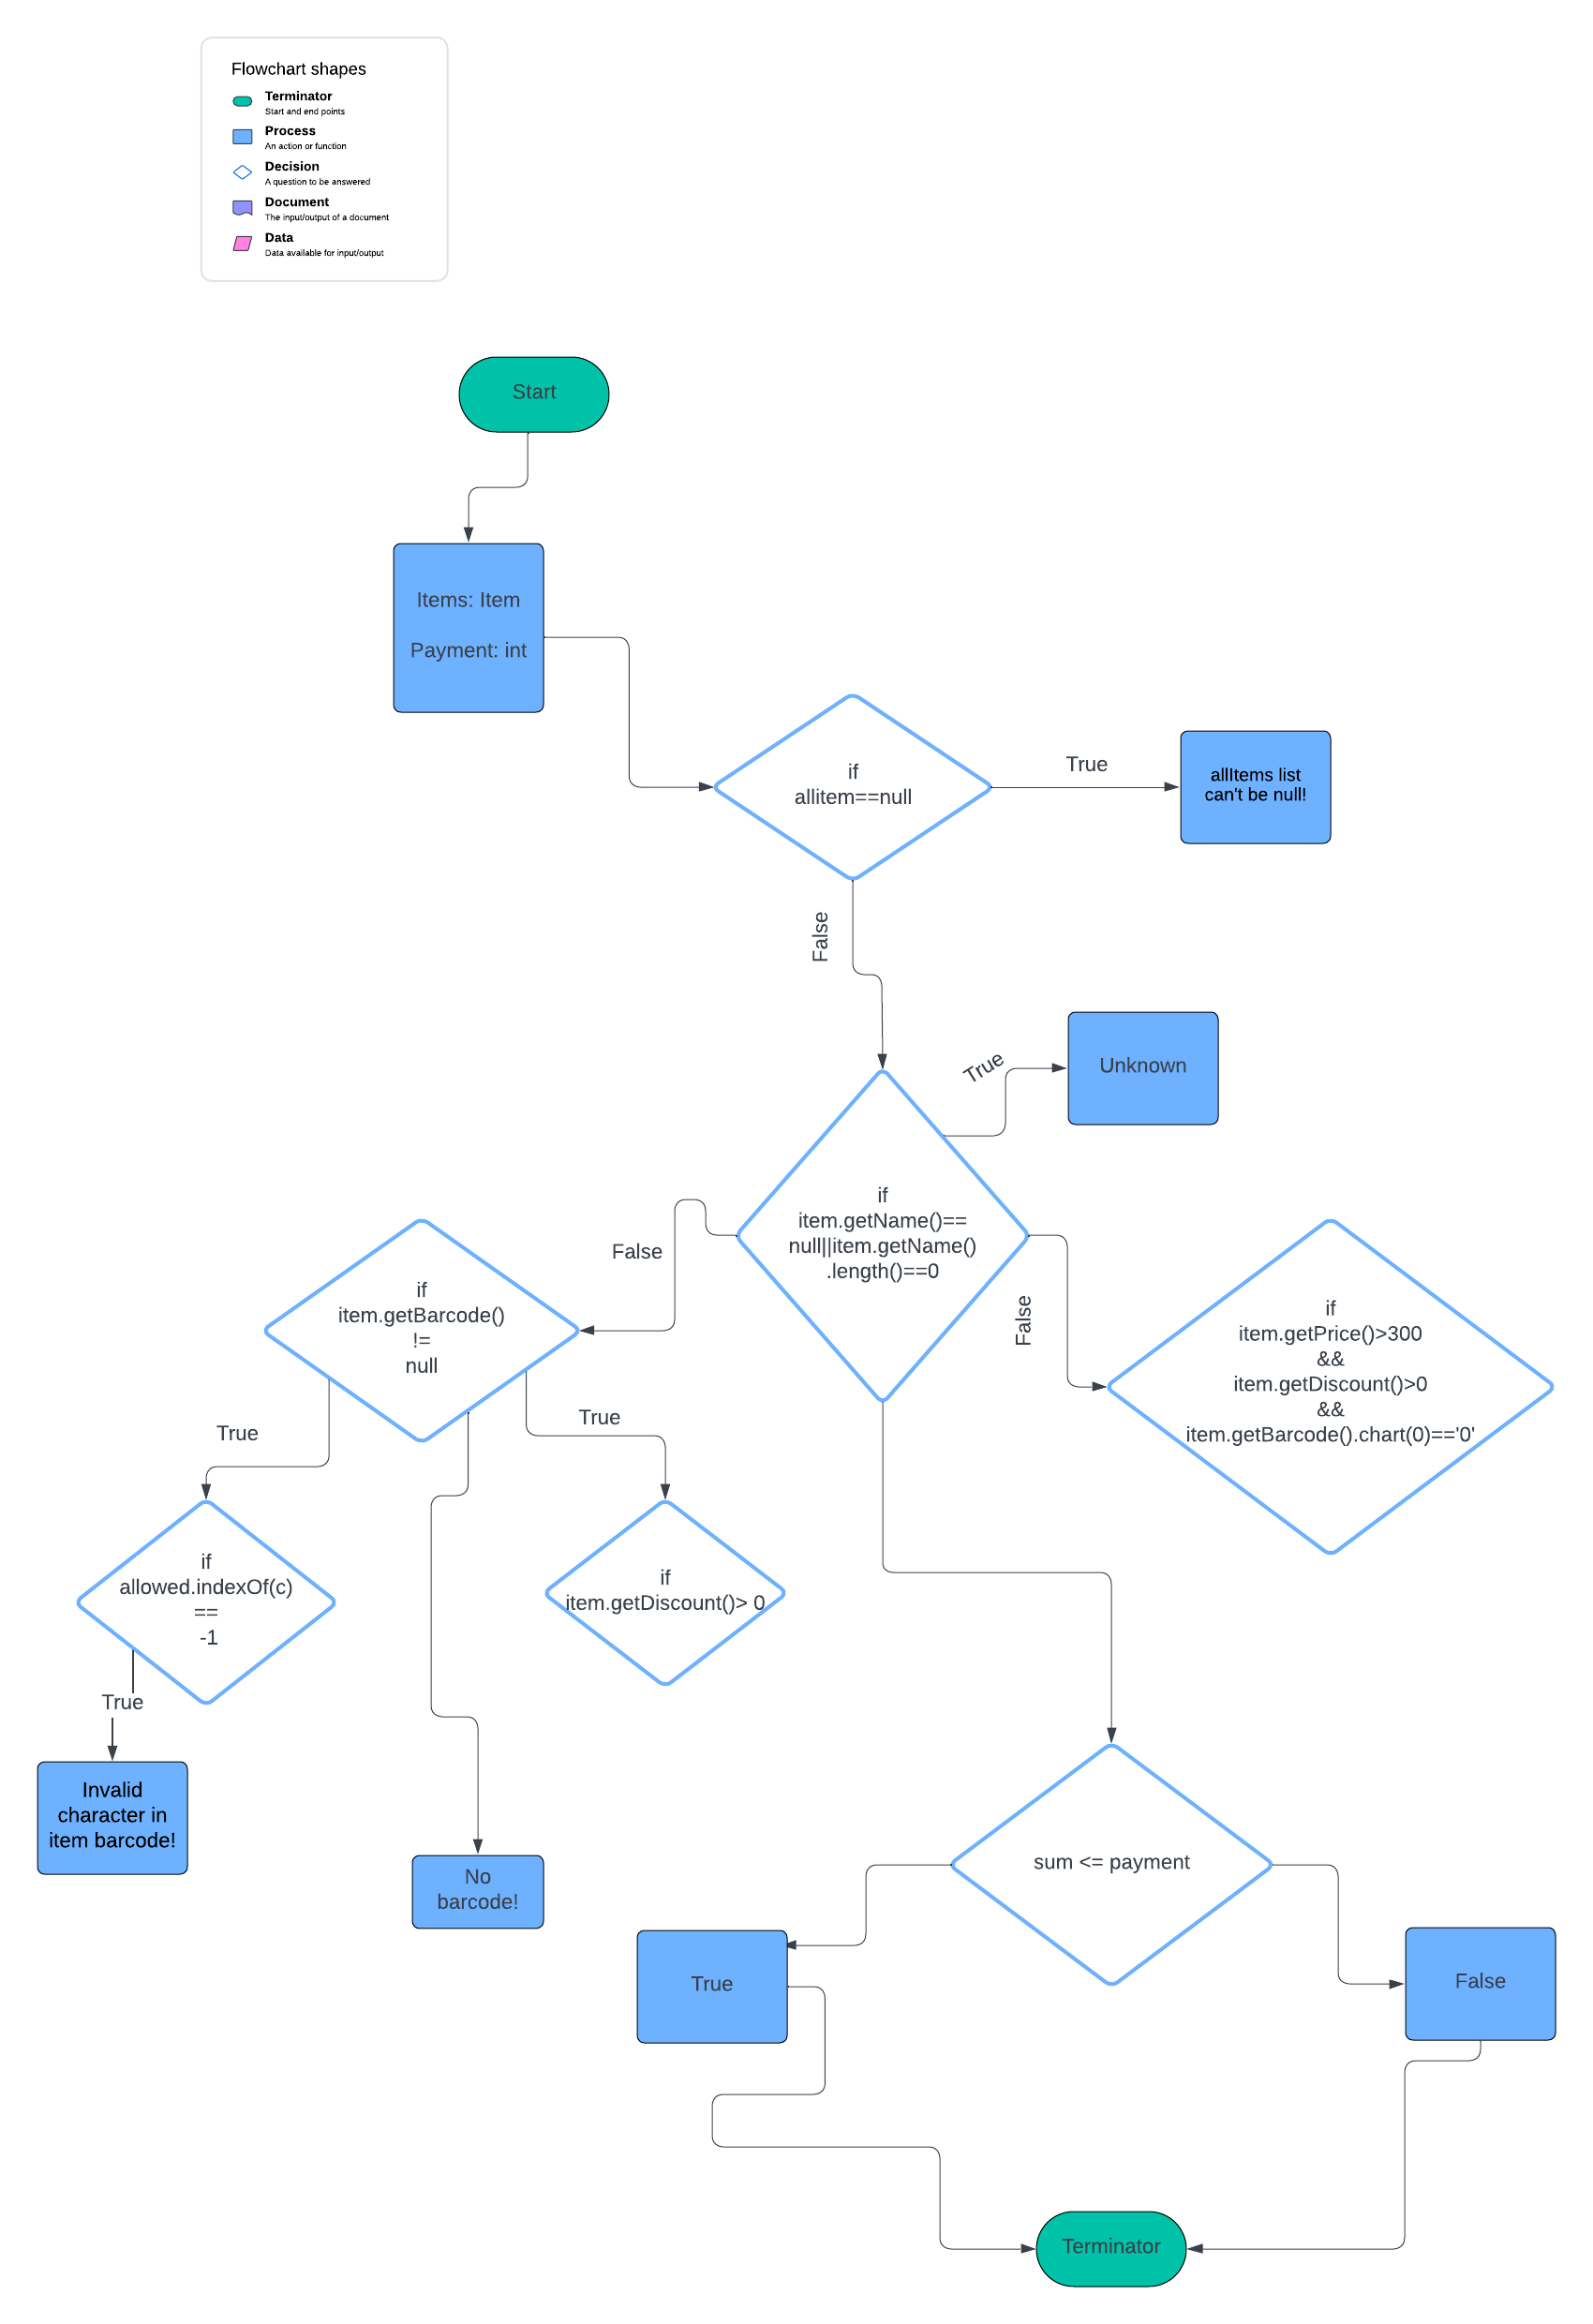 Flowchart shapes
Terminator
Start and end points
Process
An action or function
Decision
A question to be answered
Document
The input/output of a document
Data
Data available for input/output
Start
Items: Item
Payment: int
if
allitem==null
True
allItems list
can't be null!
False
True
Unknown
if
item.getName()==
null||item.getName()
.length()==0
False
False
if
item.getBarcode()
!=
null
if
item.getPrice()>300
&&
item.getDiscount()>0
&&
item.getBarcode().chart(0)=='0'
True
True
if
allowed.indexOf(c)
==
-1
if
item.getDiscount()> 0
True
Invalid
character in
item barcode!
No
barcode!
sum <= payment
True
False
Terminator